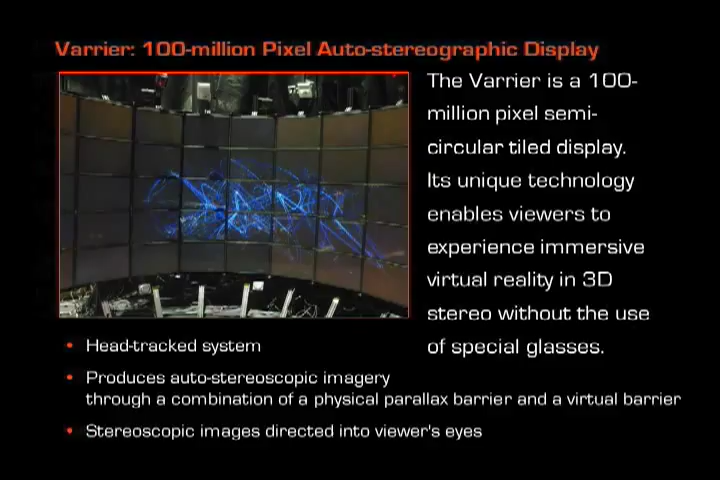 Varrier: 100-million Pixel Auto-stereographic Display
The Varrier is a 100-
million pixel semi-
circular tiled display.
Its unique technology
enables viewers to
experience immersive
virtual reality in 3D
stereo without the use
of special glasses.
• Head-tracked system
• Produces auto-stereoscopic imagery
through a combination of a physical parallax barrier and a virtual barrier
• Stereoscopic images directed into viewer's eyes